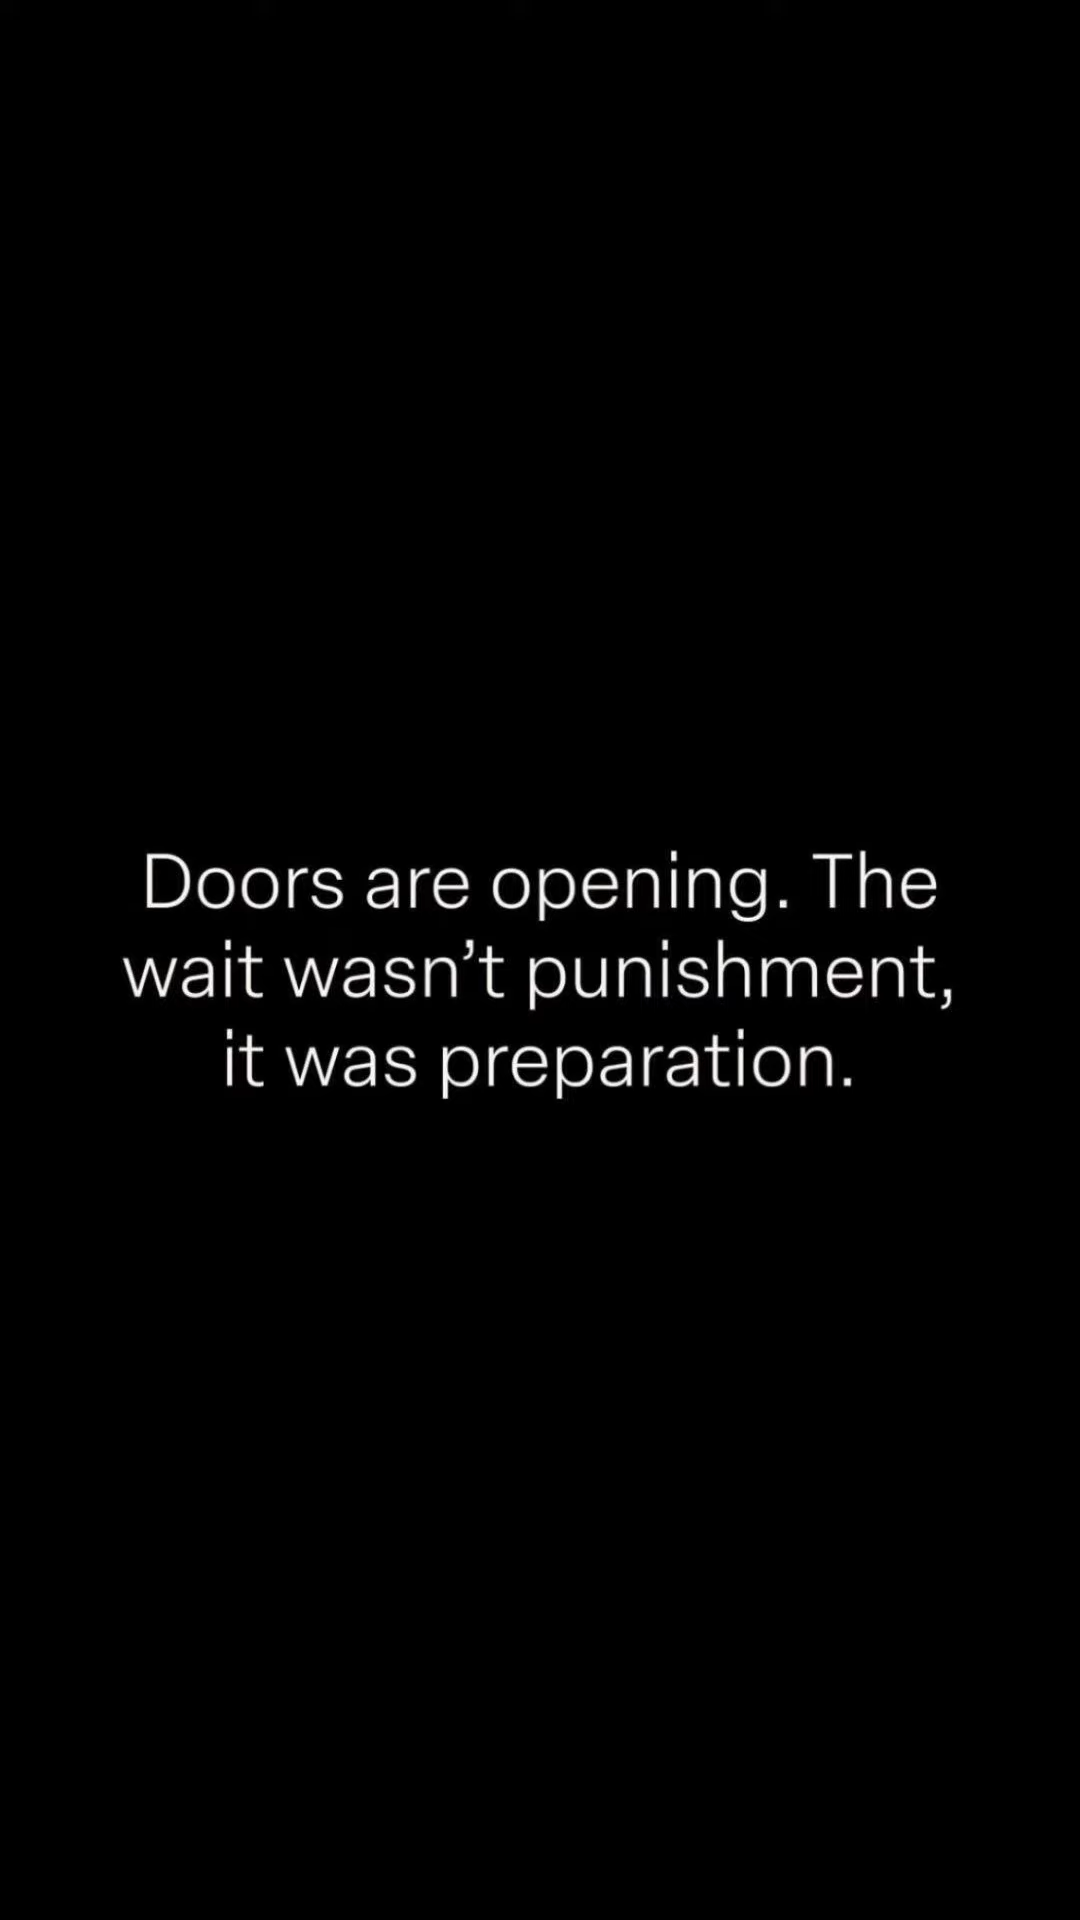 Doors are opening. The
wait wasn’t punishment,
it was preparation.